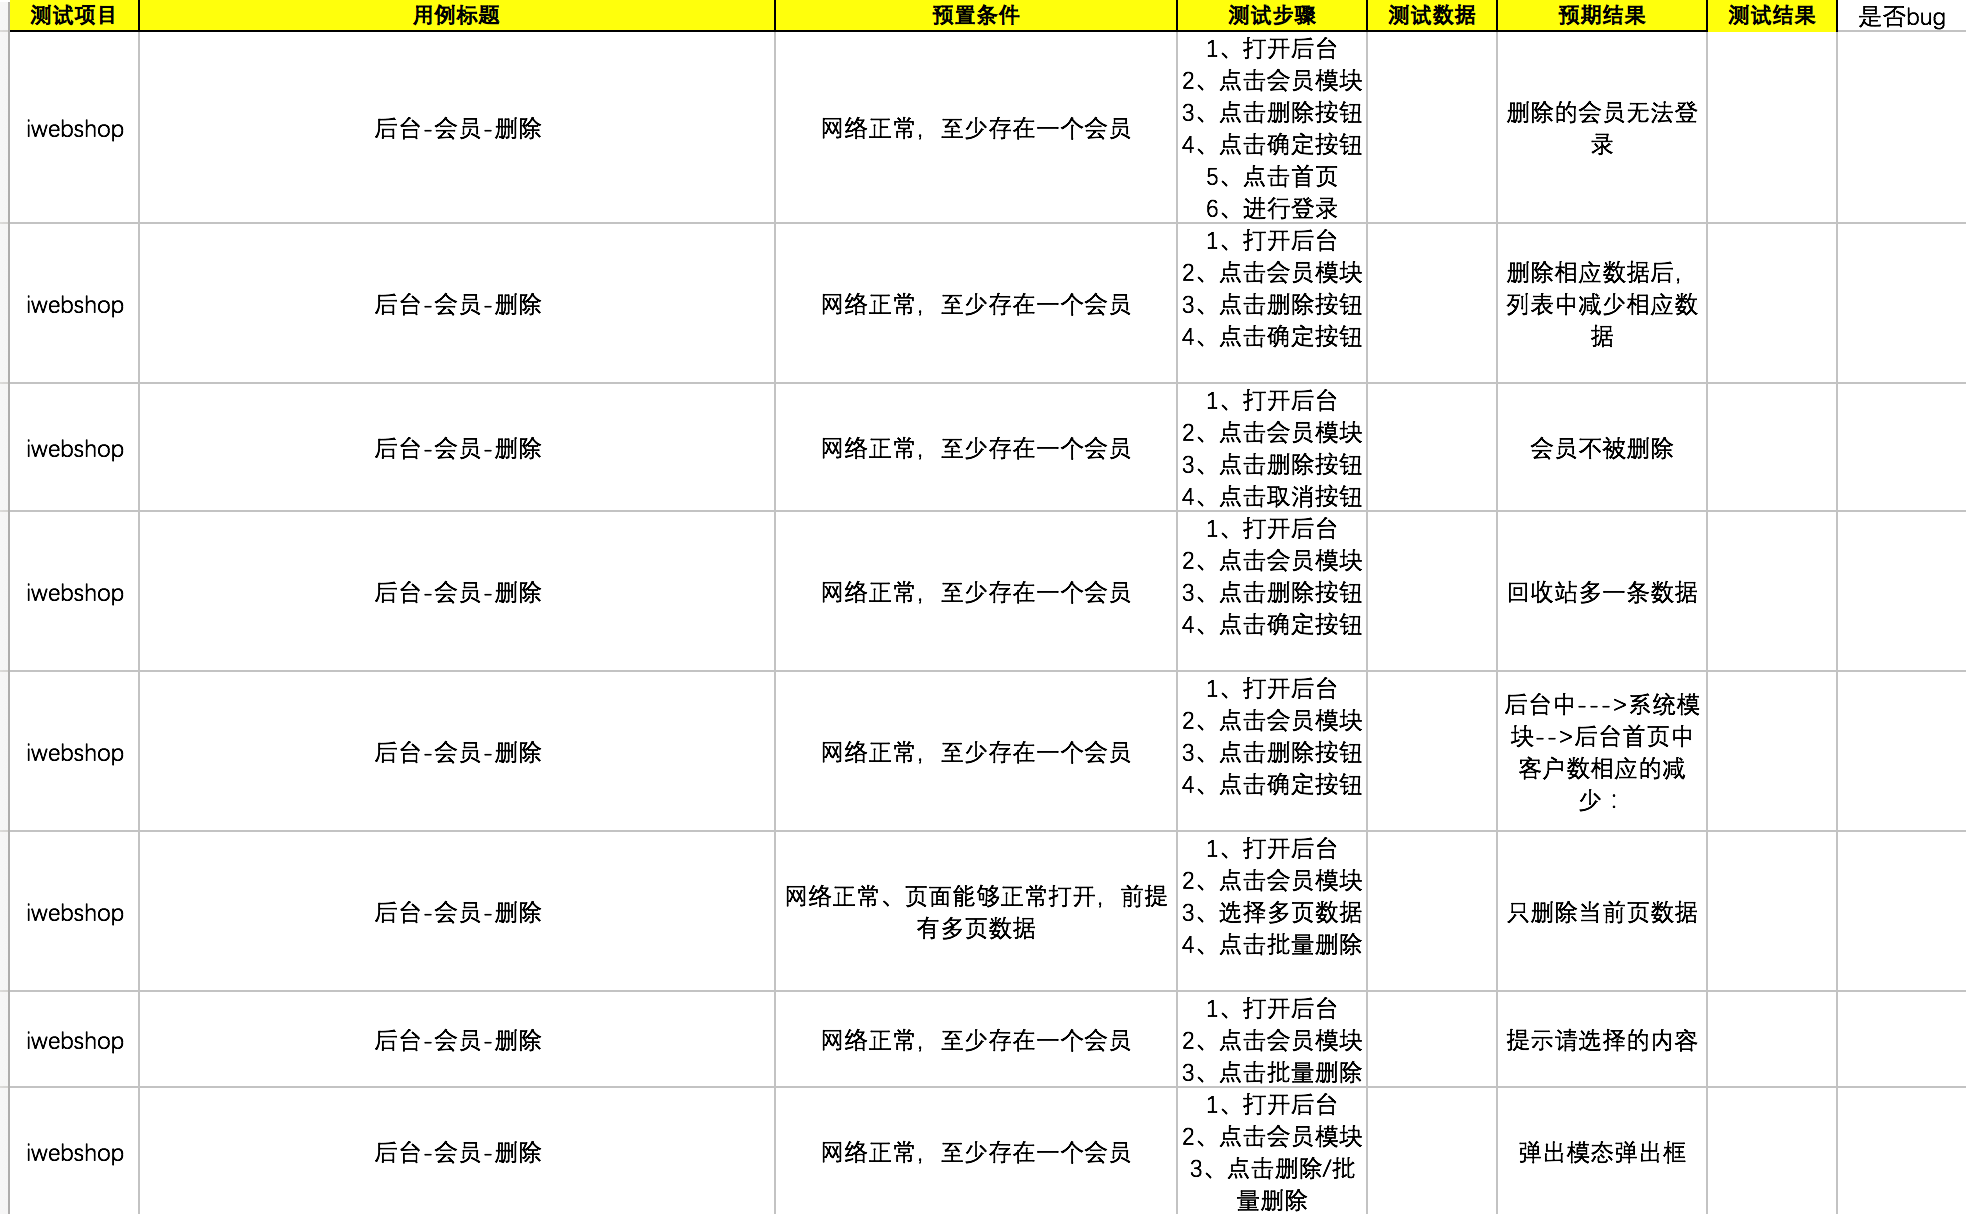 测试项目 用例标题 预置条件 测试步骤 测试数据 预期结果 测试结果 是否bug
iwebshop
后台-会员-删除
网络正常，至少存在一个会员
1、打开后台
2、点击会员模块
3、点击删除按钮
4、点击确定按钮
5、点击首页
6、进行登录
删除的会员无法登
录
iwebshop
后台-会员-删除
网络正常，至少存在一个会员
1、打开后台
2、点击会员模块
3、点击删除按钮
4、点击确定按钮
删除相应数据后，
列表中减少相应数
据
iwebshop
后台-会员-删除
网络正常，至少存在一个会员
1、打开后台
2、点击会员模块
3、点击删除按钮
4、点击取消按钮
会员不被删除
iwebshop
后台-会员-删除
网络正常，至少存在一个会员
1、打开后台
2、点击会员模块
3、点击删除按钮
4、点击确定按钮
回收站多一条数据
iwebshop
后台-会员-删除
网络正常，至少存在一个会员
1、打开后台
2、点击会员模块
3、点击删除按钮
4、点击确定按钮
后台中--->系统模
块-->后台首页中
客户数相应的减
少：
iwebshop
后台-会员-删除
网络正常、页面能够正常打开，前提
有多页数据
1、打开后台
2、点击会员模块
3、选择多页数据
4、点击批量删除
只删除当前页数据
iwebshop
后台-会员-删除
网络正常，至少存在一个会员
1、打开后台
2、点击会员模块
3、点击批量删除
提示请选择的内容
iwebshop
后台-会员-删除
网络正常，至少存在一个会员
1、打开后台
2、点击会员模块
3、点击删除/批
量删除
弹出模态弹出框